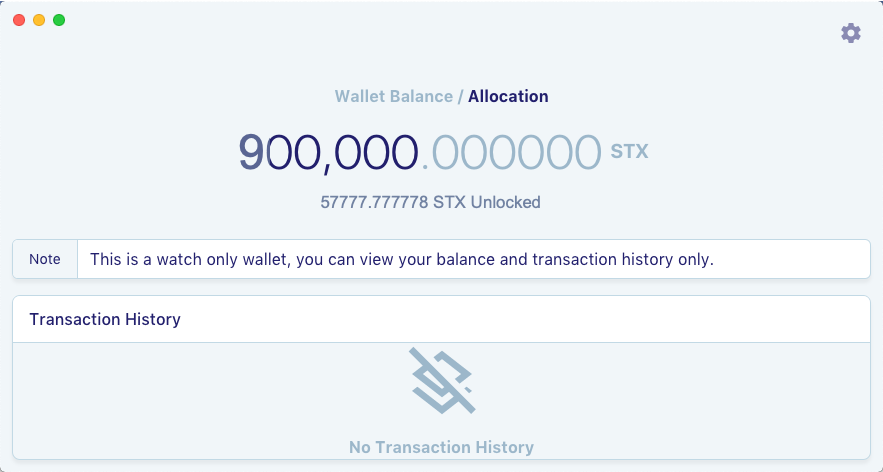 Wallet Balance / Allocation
900,000.000000 STX
57777.777778 STX Unlocked
Note
This is a watch only wallet, you can view your balance and transaction history only.
Transaction History
No Transaction History